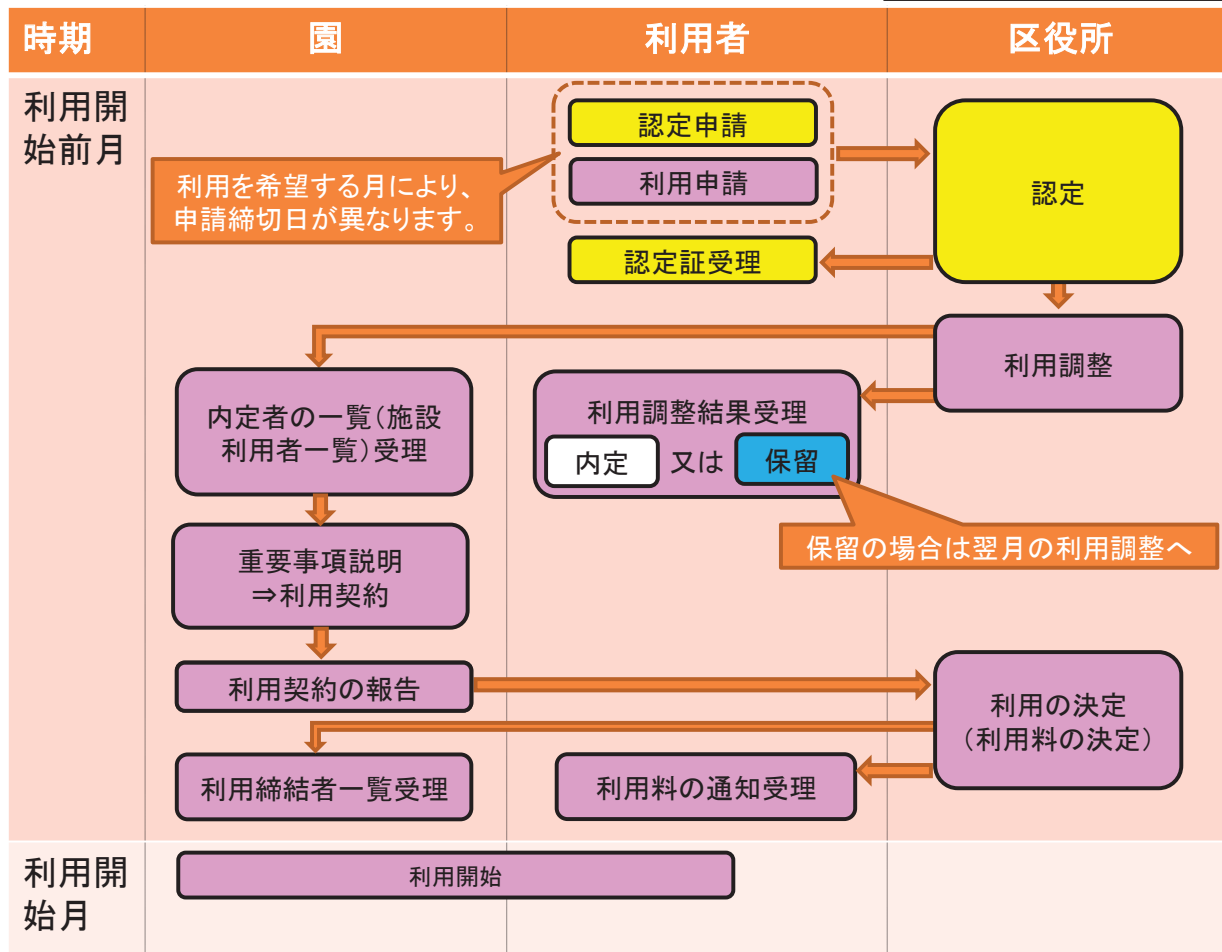 時期
園
利用者
区役所
利用開
始前月
認定申請
利用申請
認定
利用を希望する月により、
申請締切日が異なります。
認定証受理
利用調整
内定者の一覧(施設
利用者一覧)受理
利用調整結果受理
内定 又は 保留
保留の場合は翌月の利用調整へ
重要事項説明
⇒利用契約
利用契約の報告
利用の決定
(利用料の決定)
利用締結者一覧受理
利用料の通知受理
利用開
始月
利用開始